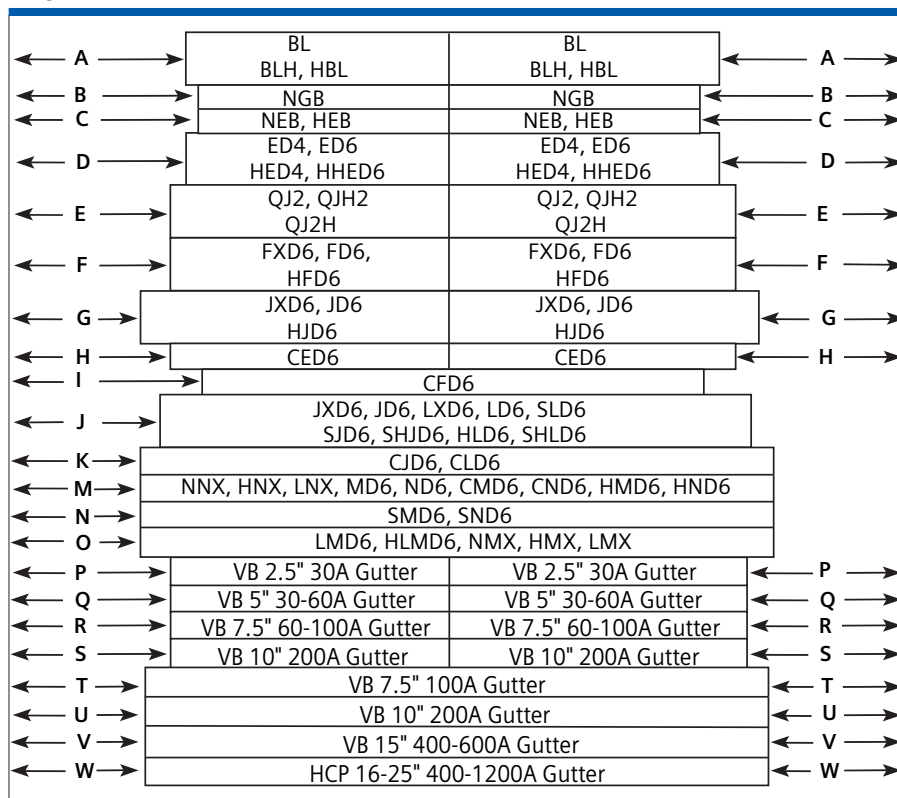 A BL BL A
BLH, HBL BLH, HBL
B NGB NGB B
C NEB, HEB NEB, HEB C
ED4, ED6 ED4, ED6
D HED4, HHED6 HED4, HHED6 D
QJ2, QJH2 QJ2, QJH2
E QJ2H QJ2H E
FXD6, FD6, FXD6, FD6
F HFD6 HFD6 F
JXD6, JD6 JXD6, JD6
G HJD6 HJD6 G
H CED6 CED6 H
I CFD6
JXD6, JD6, LXD6, LD6, SLD6
J SJD6, SHJD6, HLD6, SHLD6
K CJD6, CLD6
M NNX, HNX, LNX, MD6, ND6, CMD6, CND6, HMD6, HND6
N SMD6, SND6
O LMD6, HLMD6, NMX, HMX, LMX
P VB 2.5" 30A Gutter VB 2.5" 30A Gutter P
Q VB 5" 30-60A Gutter VB 5" 30-60A Gutter Q
R VB 7.5" 60-100A Gutter VB 7.5" 60-100A Gutter R
S VB 10" 200A Gutter VB 10" 200A Gutter S
T VB 7.5" 100A Gutter T
U VB 10" 200A Gutter U
V VB 15" 400-600A Gutter V
W HCP 16-25" 400-1200A Gutter W